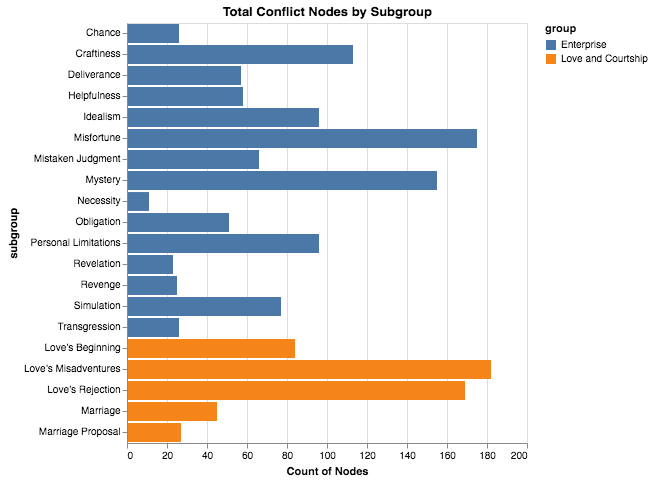 Total Conflict Nodes by Subgroup
group
Enterprise
Love and Courtship
subgroup
Chance
Craftiness
Deliverance
Helpfulness
Idealism
Misfortune
Mistaken Judgment
Mystery
Necessity
Obligation
Personal Limitations
Revelation
Revenge
Simulation
Transgression
Love's Beginning
Love's Misadventures
Love's Rejection
Marriage
Marriage Proposal
0 20 40 60 80 100 120 140 160 180 200
Count of Nodes